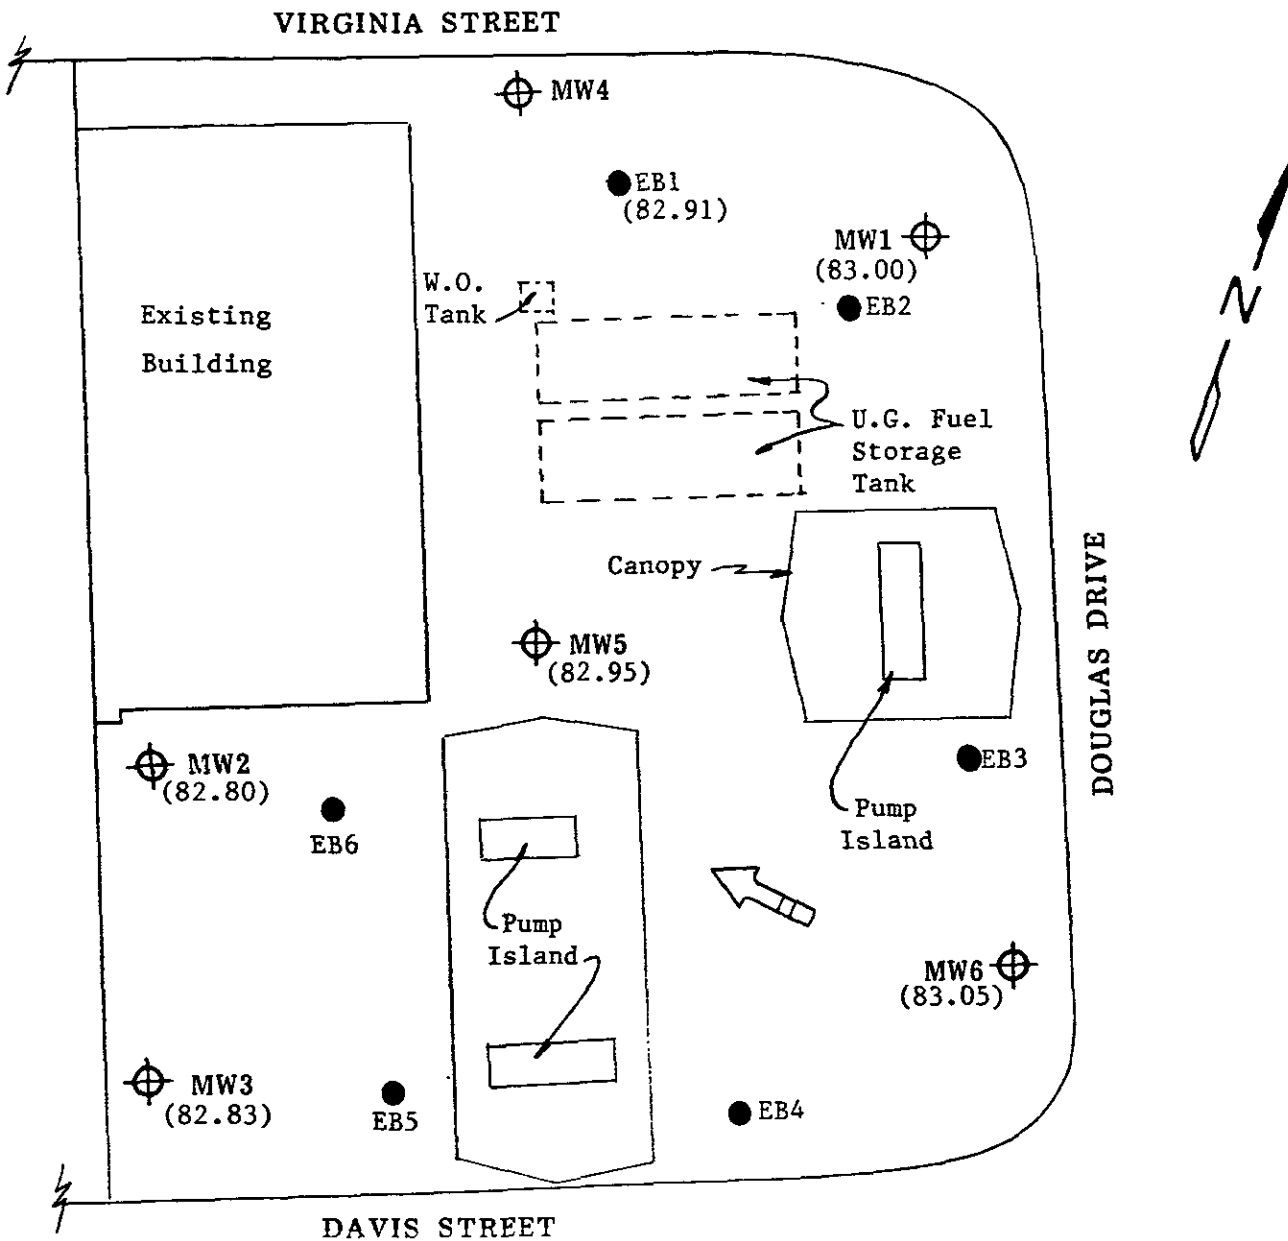 VIRGINIA STREET
MW4
EB1
(82.91)
MW1
(83.00)
EB2
W.O.
Tank
Existing
Building
N
U.G. Fuel
Storage
Tank
Canopy
DOUGLAS DRIVE
MW5
(82.95)
MW2
(82.80)
EB6
EB3
Pump
Island
Pump
Island
MW6
(83.05)
MW3
(82.83)
EB5
EB4
DAVIS STREET